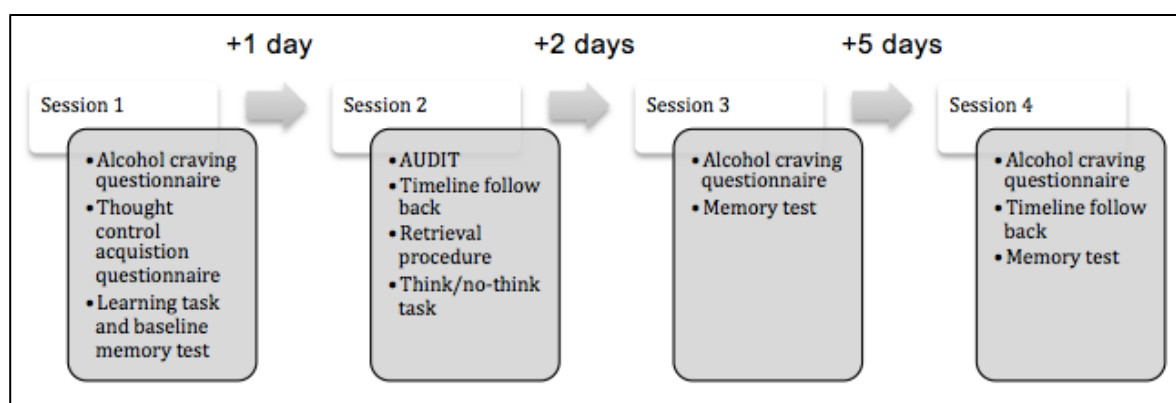 +1 day
+2 days
+5 days
Session 1
• Alcohol craving
questionnaire
• Thought
control
acquistion
questionnaire
• Learning task
and baseline
memory test
Session 2
• AUDIT
• Timeline follow
back
• Retrieval
procedure
• Think/no-think
task
Session 3
• Alcohol craving
questionnaire
• Memory test
Session 4
• Alcohol craving
questionnaire
• Timeline follow
back
• Memory test